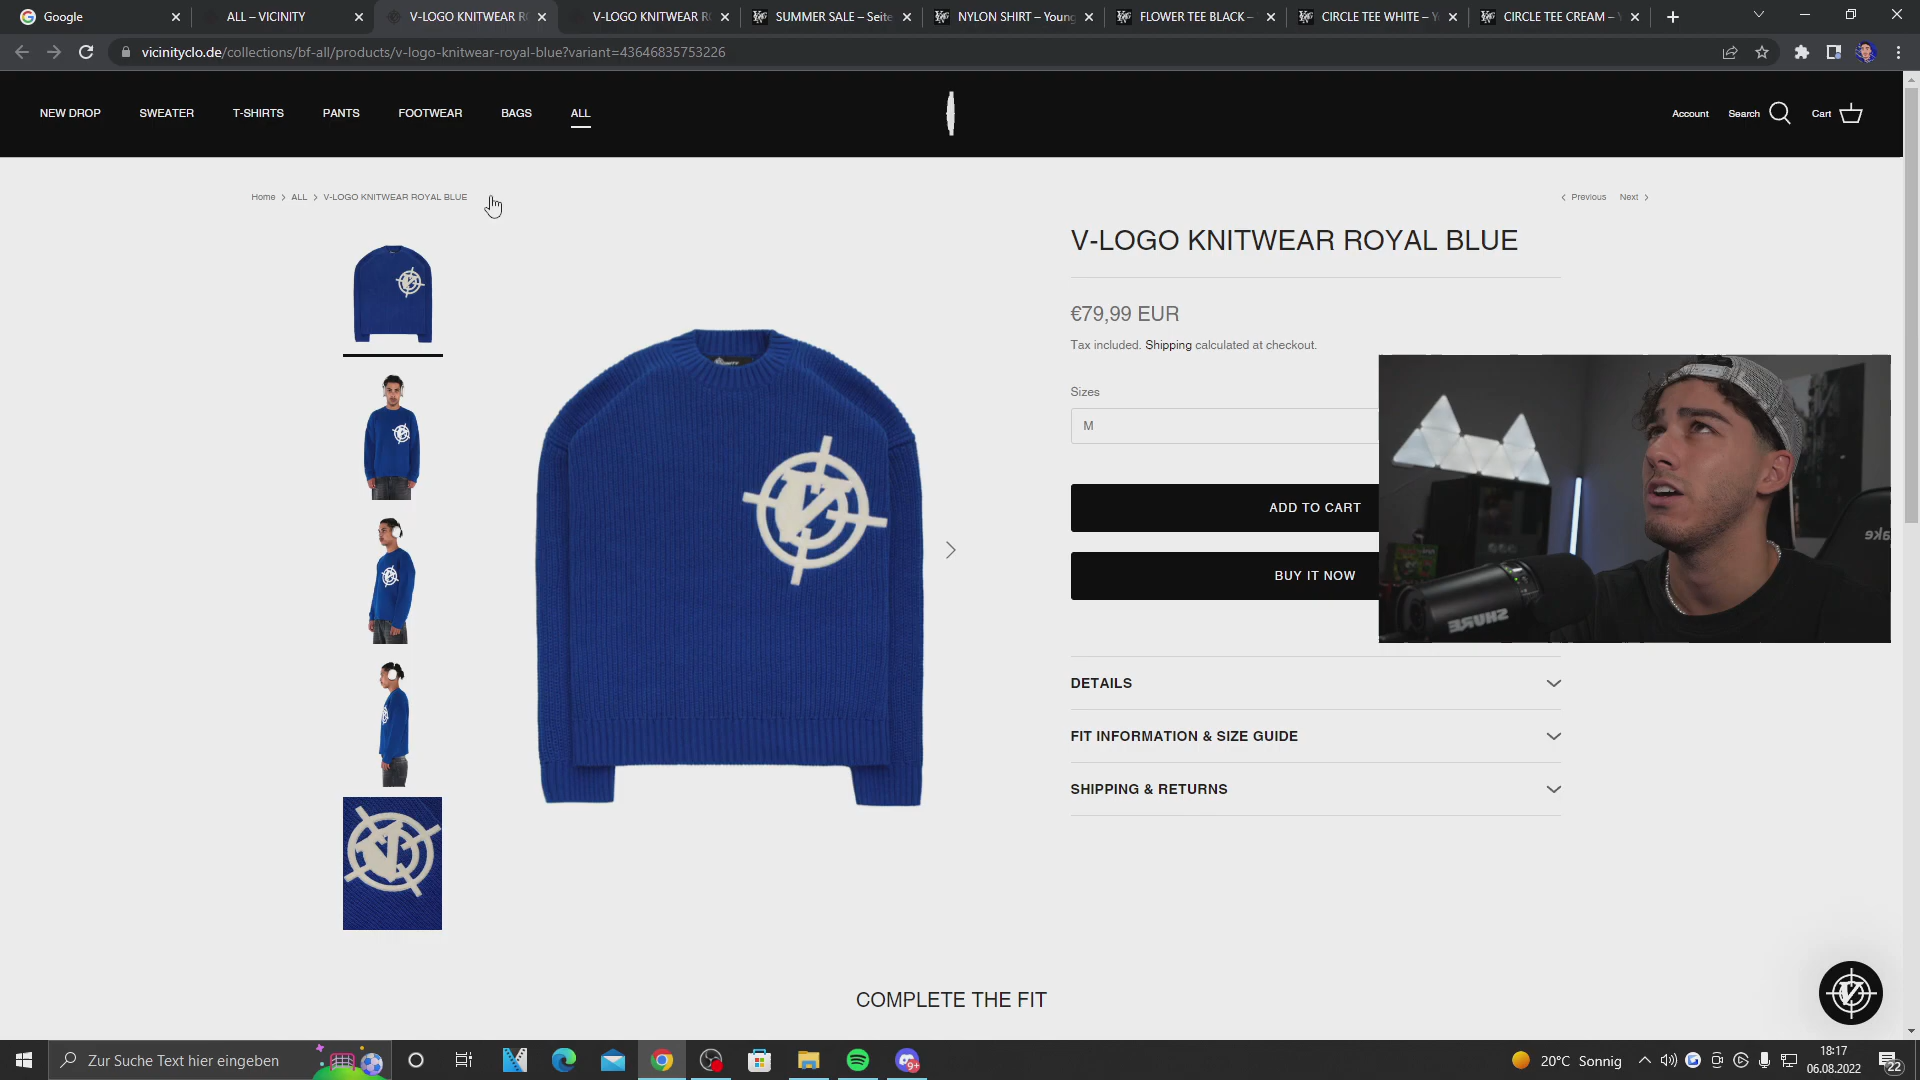 Google
ALL – VICINITY
V-LOGO KNITWEAR R
V-LOGO KNITWEAR R
SUMMER SALE – Seite
NYLON SHIRT – Young
FLOWER TEE BLACK –
CIRCLE TEE WHITE – Y
CIRCLE TEE CREAM – Y
vicinityclo.de/collections/bf-all/products/v-logo-knitwear-royal-blue?variant=43646835753226
NEW DROP
SWEATER
T-SHIRTS
PANTS
FOOTWEAR
BAGS
ALL
Account
Search
Cart
Home > ALL > V-LOGO KNITWEAR ROYAL BLUE
Previous
Next
V-LOGO KNITWEAR ROYAL BLUE
€79,99 EUR
Tax included. Shipping calculated at checkout.
Sizes
M
ADD TO CART
BUY IT NOW
SHURE
DETAILS
FIT INFORMATION & SIZE GUIDE
SHIPPING & RETURNS
COMPLETE THE FIT
Zur Suche Text hier eingeben
9+
20°C Sonnig
18:17
06.08.2022
22